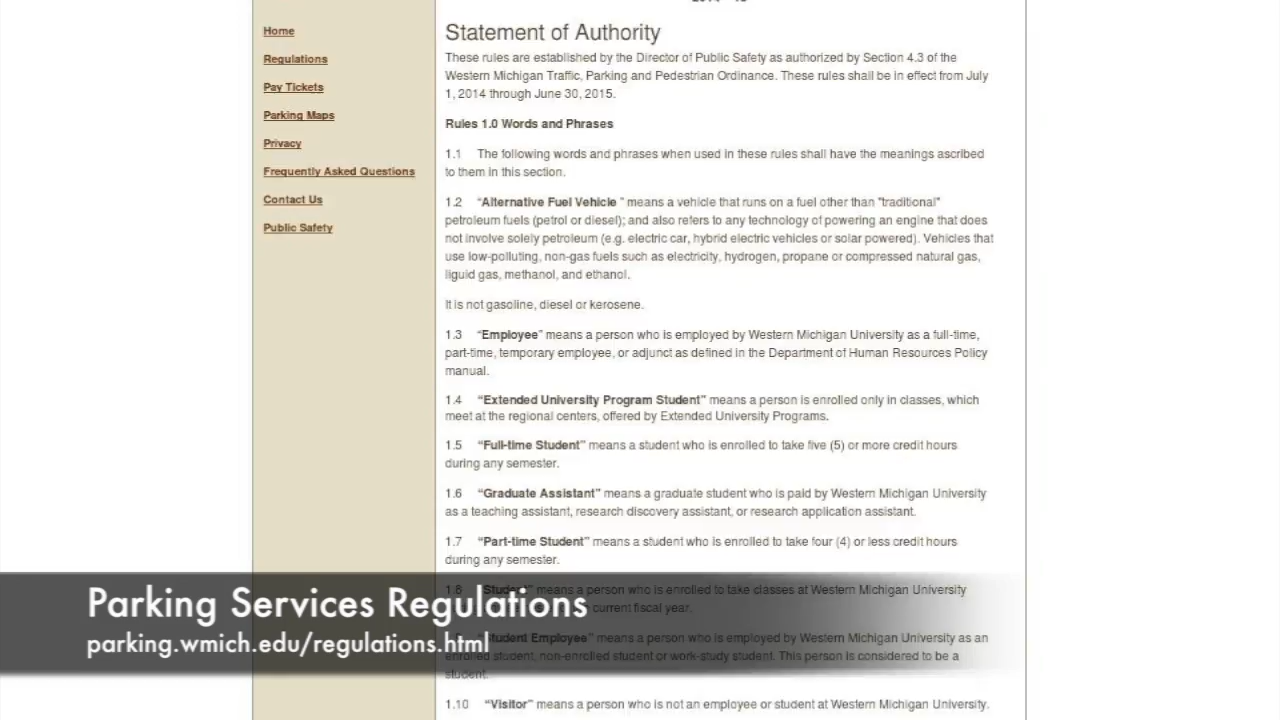 Home
Regulations
Pay Tickets
Parking Maps
Privacy
Frequently Asked Questions
Contact Us
Public Safety
Statement of Authority
These rules are established by the Director of Public Safety as authorized by Section 4.3 of the
Western Michigan Traffic, Parking and Pedestrian Ordinance. These rules shall be in effect from July
1, 2014 through June 30, 2015.
Rules 1.0 Words and Phrases
1.1 The following words and phrases when used in these rules shall have the meanings ascribed
to them in this section.
1.2 “Alternative Fuel Vehicle ” means a vehicle that runs on a fuel other than "traditional"
petroleum fuels (petrol or diesel); and also refers to any technology of powering an engine that does
not involve solely petroleum (e.g. electric car, hybrid electric vehicles or solar powered). Vehicles that
use low-polluting, non-gas fuels such as electricity, hydrogen, propane or compressed natural gas,
liguid gas, methanol, and ethanol.
It is not gasoline, diesel or kerosene.
1.3 “Employee” means a person who is employed by Western Michigan University as a full-time,
part-time, temporary employee, or adjunct as defined in the Department of Human Resources Policy
manual.
1.4 “Extended University Program Student” means a person is enrolled only in classes, which
meet at the regional centers, offered by Extended University Programs.
1.5 “Full-time Student” means a student who is enrolled to take five (5) or more credit hours
during any semester.
1.6 “Graduate Assistant” means a graduate student who is paid by Western Michigan University
as a teaching assistant, research discovery assistant, or research application assistant.
1.7 “Part-time Student” means a student who is enrolled to take four (4) or less credit hours
during any semester.
1.8 “Student” means a person who is enrolled to take classes at Western Michigan University
current fiscal year.
Student Employee” means a person who is employed by Western Michigan University as an
enrolled student, non-enrolled student or work-study student. This person is considered to be a
student.
1.10 “Visitor” means a person who is not an employee or student at Western Michigan University.
Parking Services Regulations
parking.wmich.edu/regulations.html